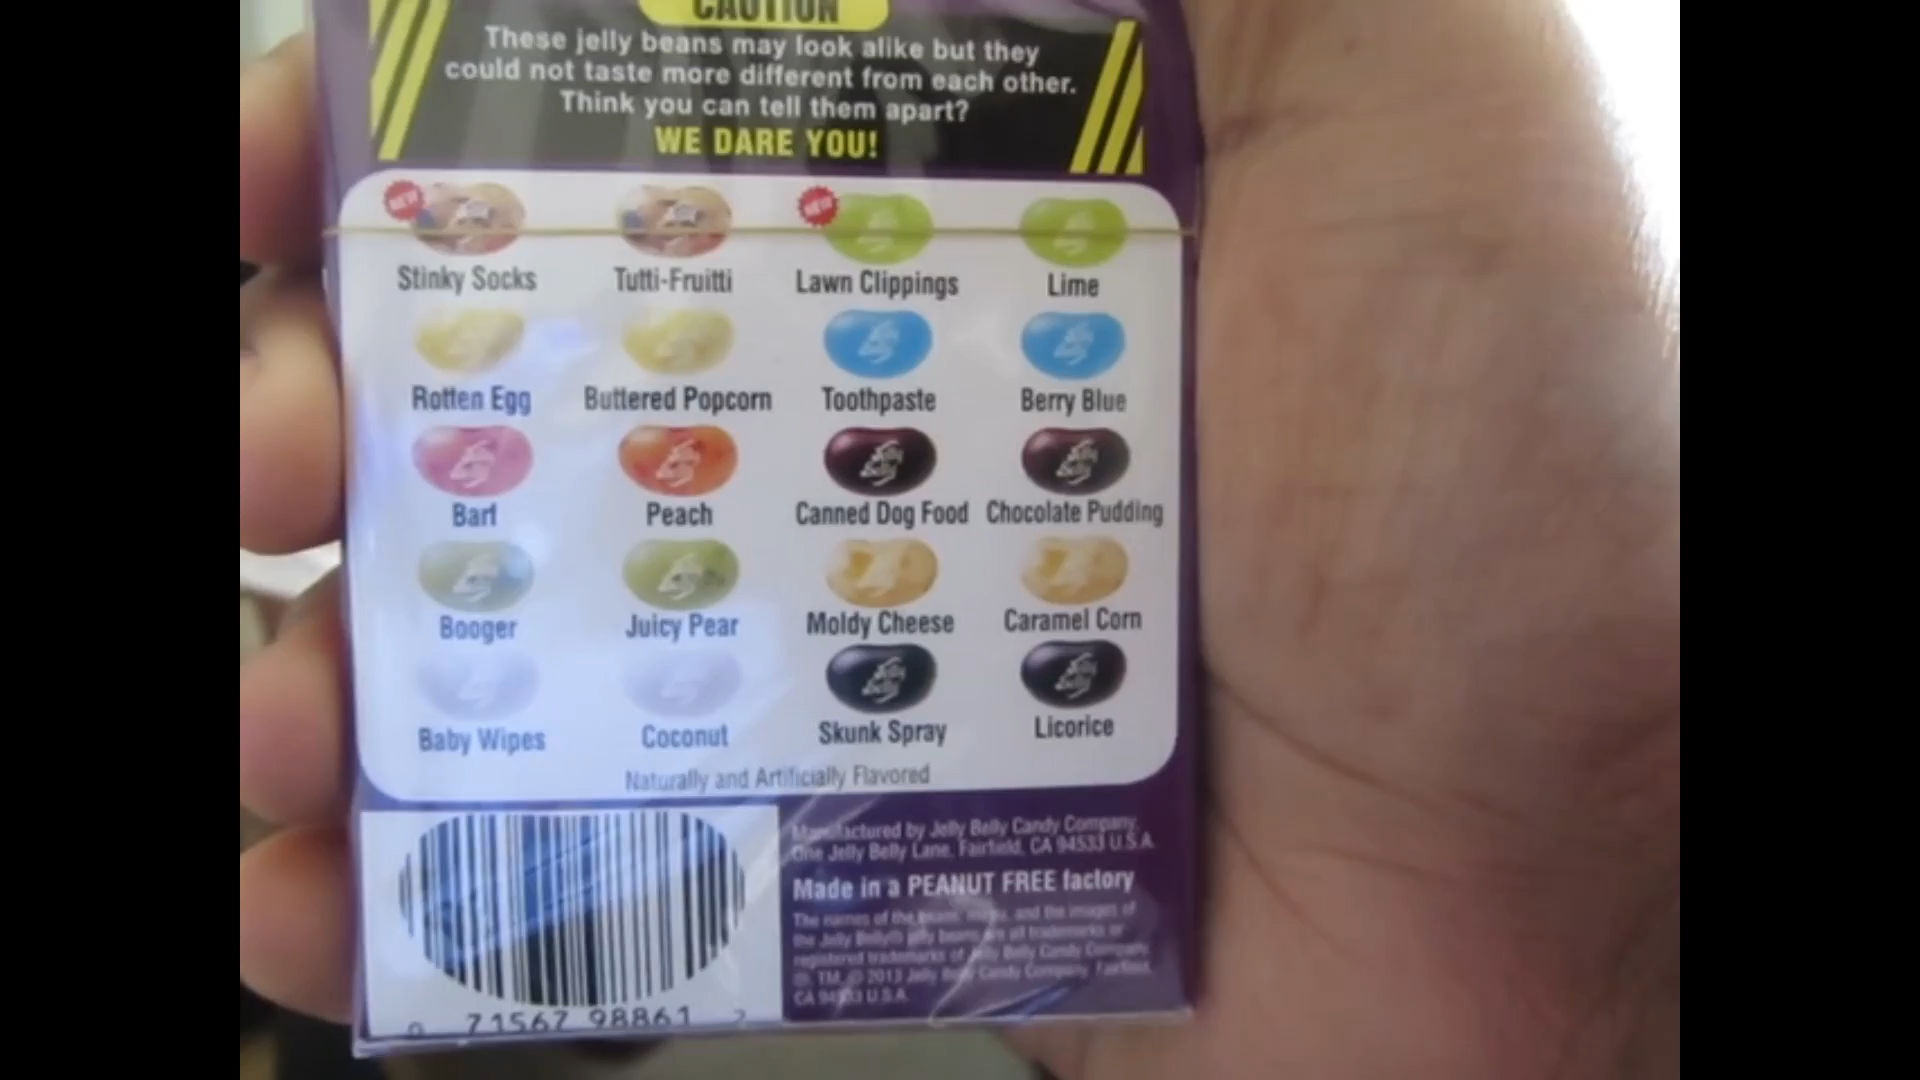 CAUTION
These jelly beans may look alike but they
could not taste more different from each other.
Think you can tell them apart?
WE DARE YOU!
NEW NEW
Stinky Socks Tutti-Fruitti Lawn Clippings Lime
Rotten Egg Buttered Popcorn Toothpaste Berry Blue
Barf Peach Canned Dog Food Chocolate Pudding
Booger Juicy Pear Moldy Cheese Caramel Corn
Baby Wipes Coconut Skunk Spray Licorice
Naturally and Artificially Flavored
Manufactured by Jelly Belly Candy Company,
One Jelly Belly Lane, Fairfield, CA 94533 U.S.A.
Made in a PEANUT FREE factory
The names of the beans, and the images of
the Jelly Belly® jelly beans are all trademarks or
registered trademarks of Jelly Belly Candy Company
®, TM, © 2013 Jelly Belly Candy Company, Fairfield,
CA 94533 U.S.A.
0 71567 98861 2